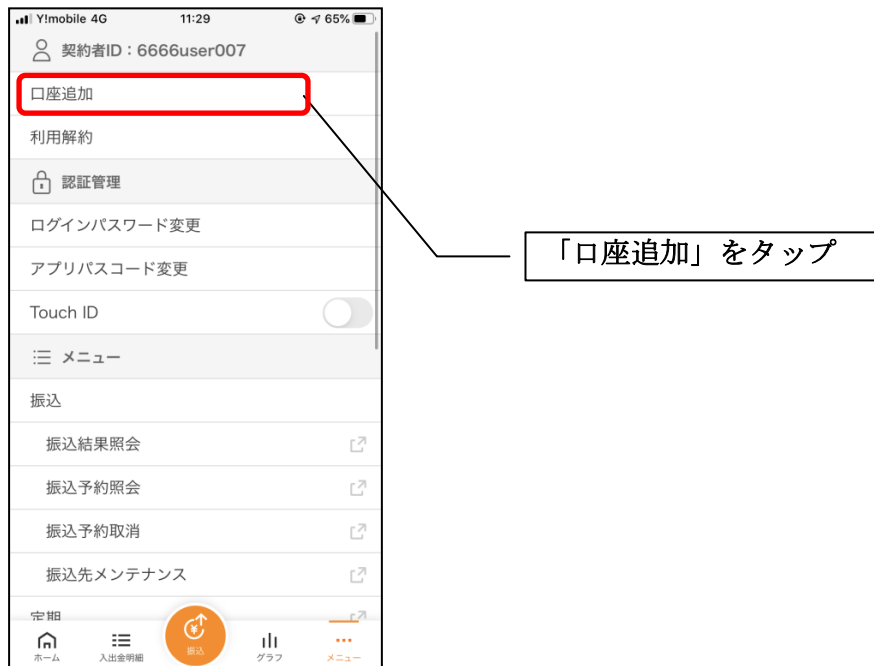 Y!mobile 4G 11:29 65%
契約者ID：6666user007
口座追加
利用解約
認証管理
ログインパスワード変更
アプリパスコード変更
Touch ID
メニュー
振込
振込結果照会
振込予約照会
振込予約取消
振込先メンテナンス
定期
ホーム 入出金明細 振込 グラフ メニュー
「口座追加」をタップ